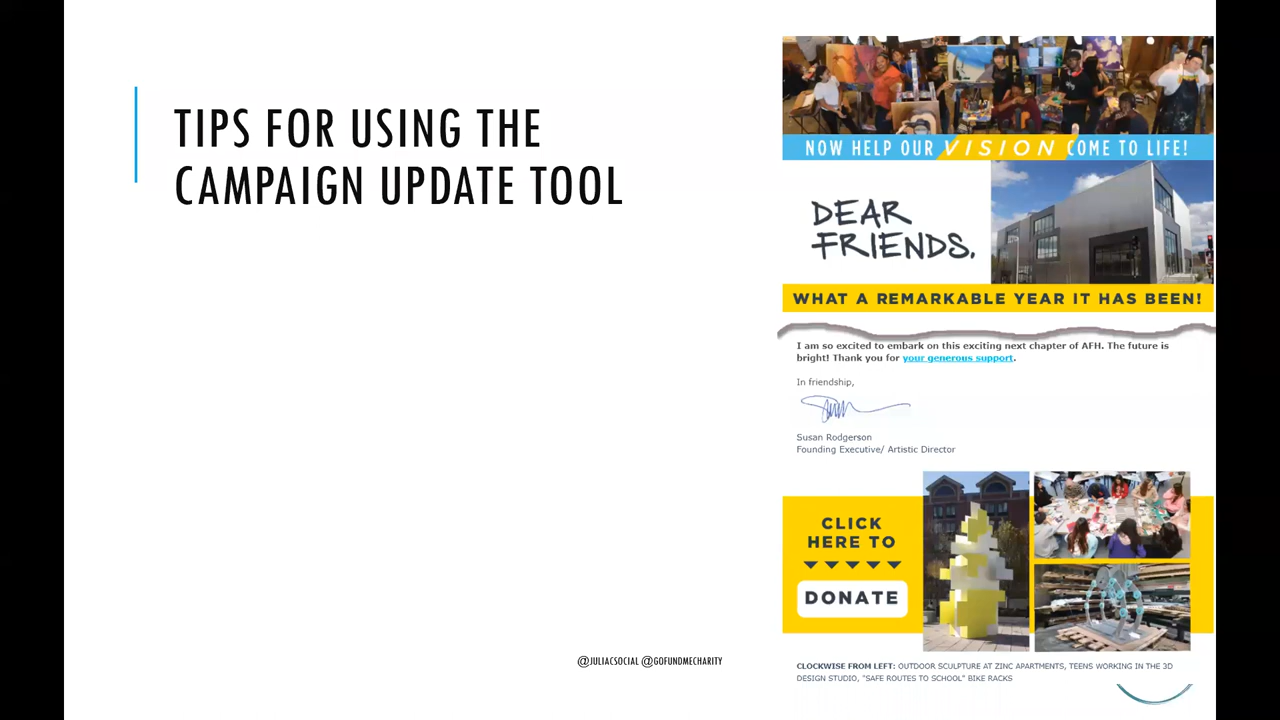 TIPS FOR USING THE
CAMPAIGN UPDATE TOOL
NOW HELP OUR VISION COME TO LIFE!
DEAR
FRIENDS,
WHAT A REMARKABLE YEAR IT HAS BEEN!
I am so excited to embark on this exciting next chapter of AFH. The future is
bright! Thank you for your generous support.
In friendship,
Susan Rodgerson
Founding Executive/ Artistic Director
CLICK
HERE TO
DONATE
@JULIACSOCIAL @GOFUNDMECHARITY
CLOCKWISE FROM LEFT: OUTDOOR SCULPTURE AT ZINC APARTMENTS, TEENS WORKING IN THE 3D
DESIGN STUDIO, "SAFE ROUTES TO SCHOOL" BIKE RACKS